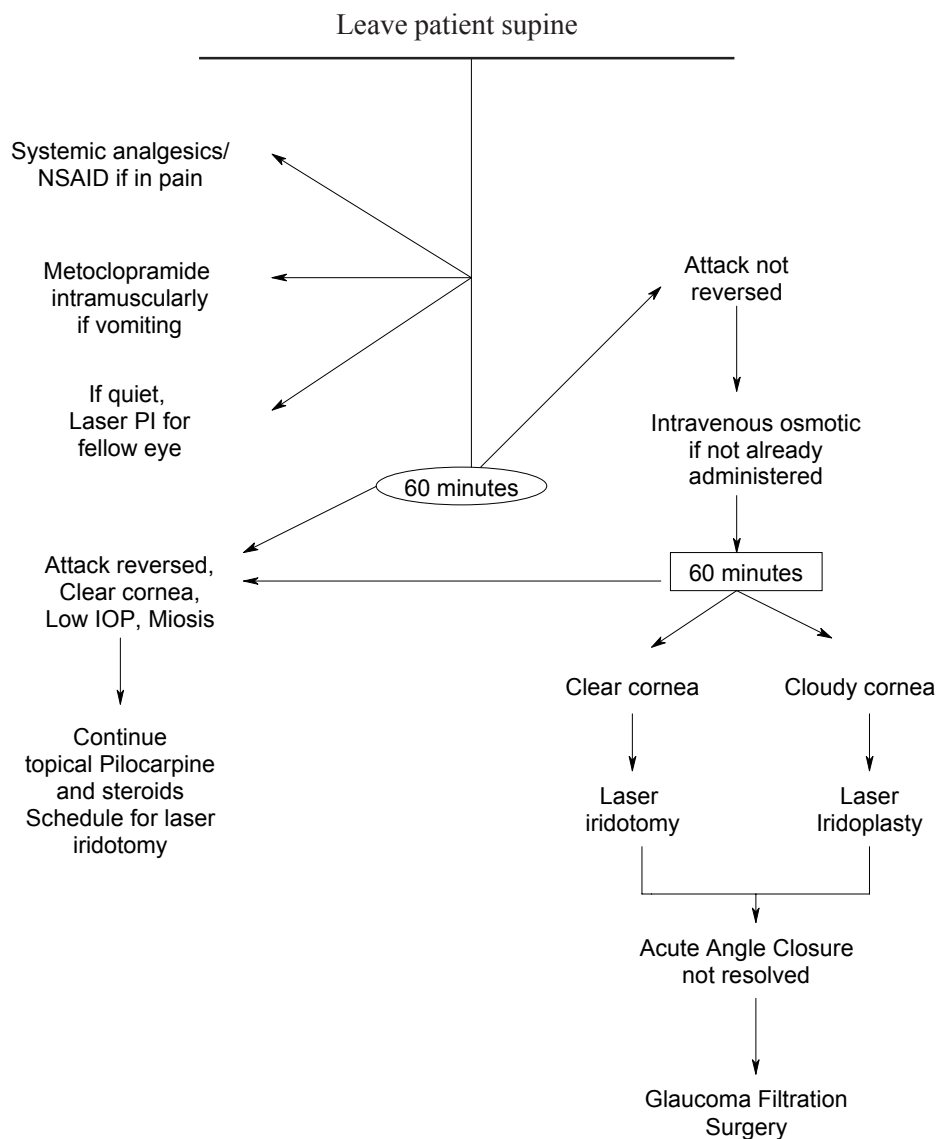 Leave patient supine
Systemic analgesics/
NSAID if in pain
Metoclopramide
intramuscularly
if vomiting
If quiet,
Laser PI for
fellow eye
60 minutes
Attack not
reversed
Intravenous osmotic
if not already
administered
60 minutes
Attack reversed,
Clear cornea,
Low IOP, Miosis
Continue
topical Pilocarpine
and steroids
Schedule for laser
iridotomy
Clear cornea
Cloudy cornea
Laser
iridotomy
Laser
Iridoplasty
Acute Angle Closure
not resolved
Glaucoma Filtration
Surgery